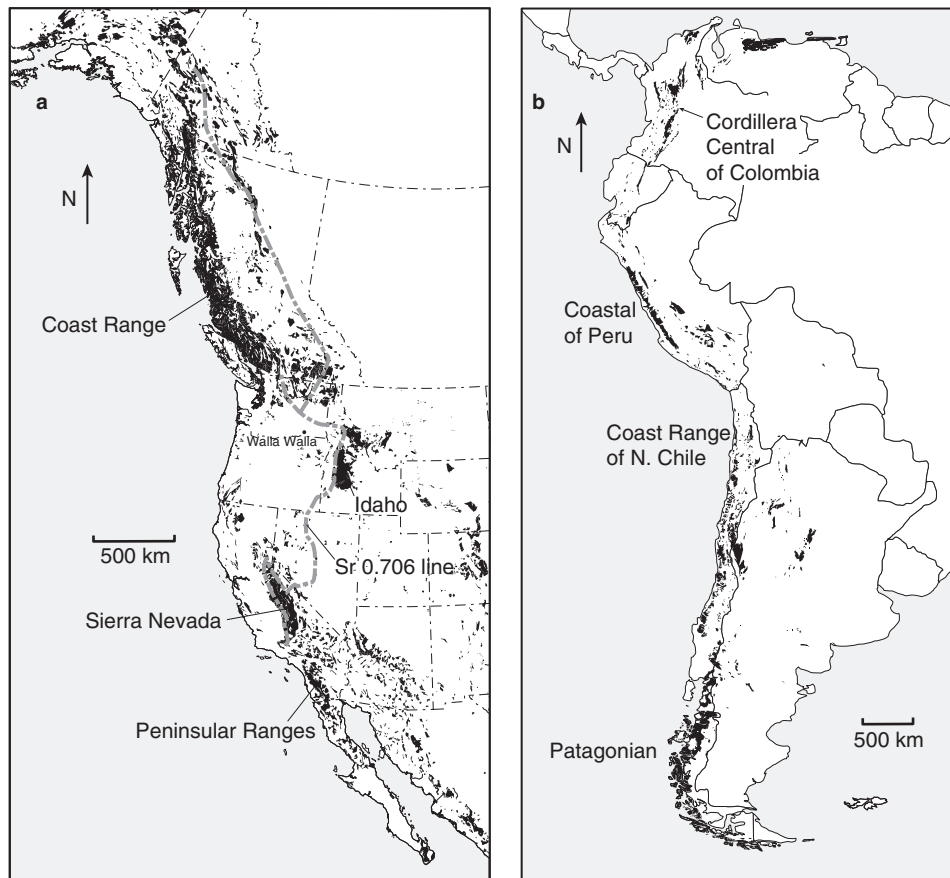 a
N
Coast Range
Walla Walla
Idaho
500 km
Sr 0.706 line
Sierra Nevada
Peninsular Ranges
b
N
Cordillera
Central
of Colombia
Coastal
of Peru
Coast Range
of N. Chile
Patagonian
500 km